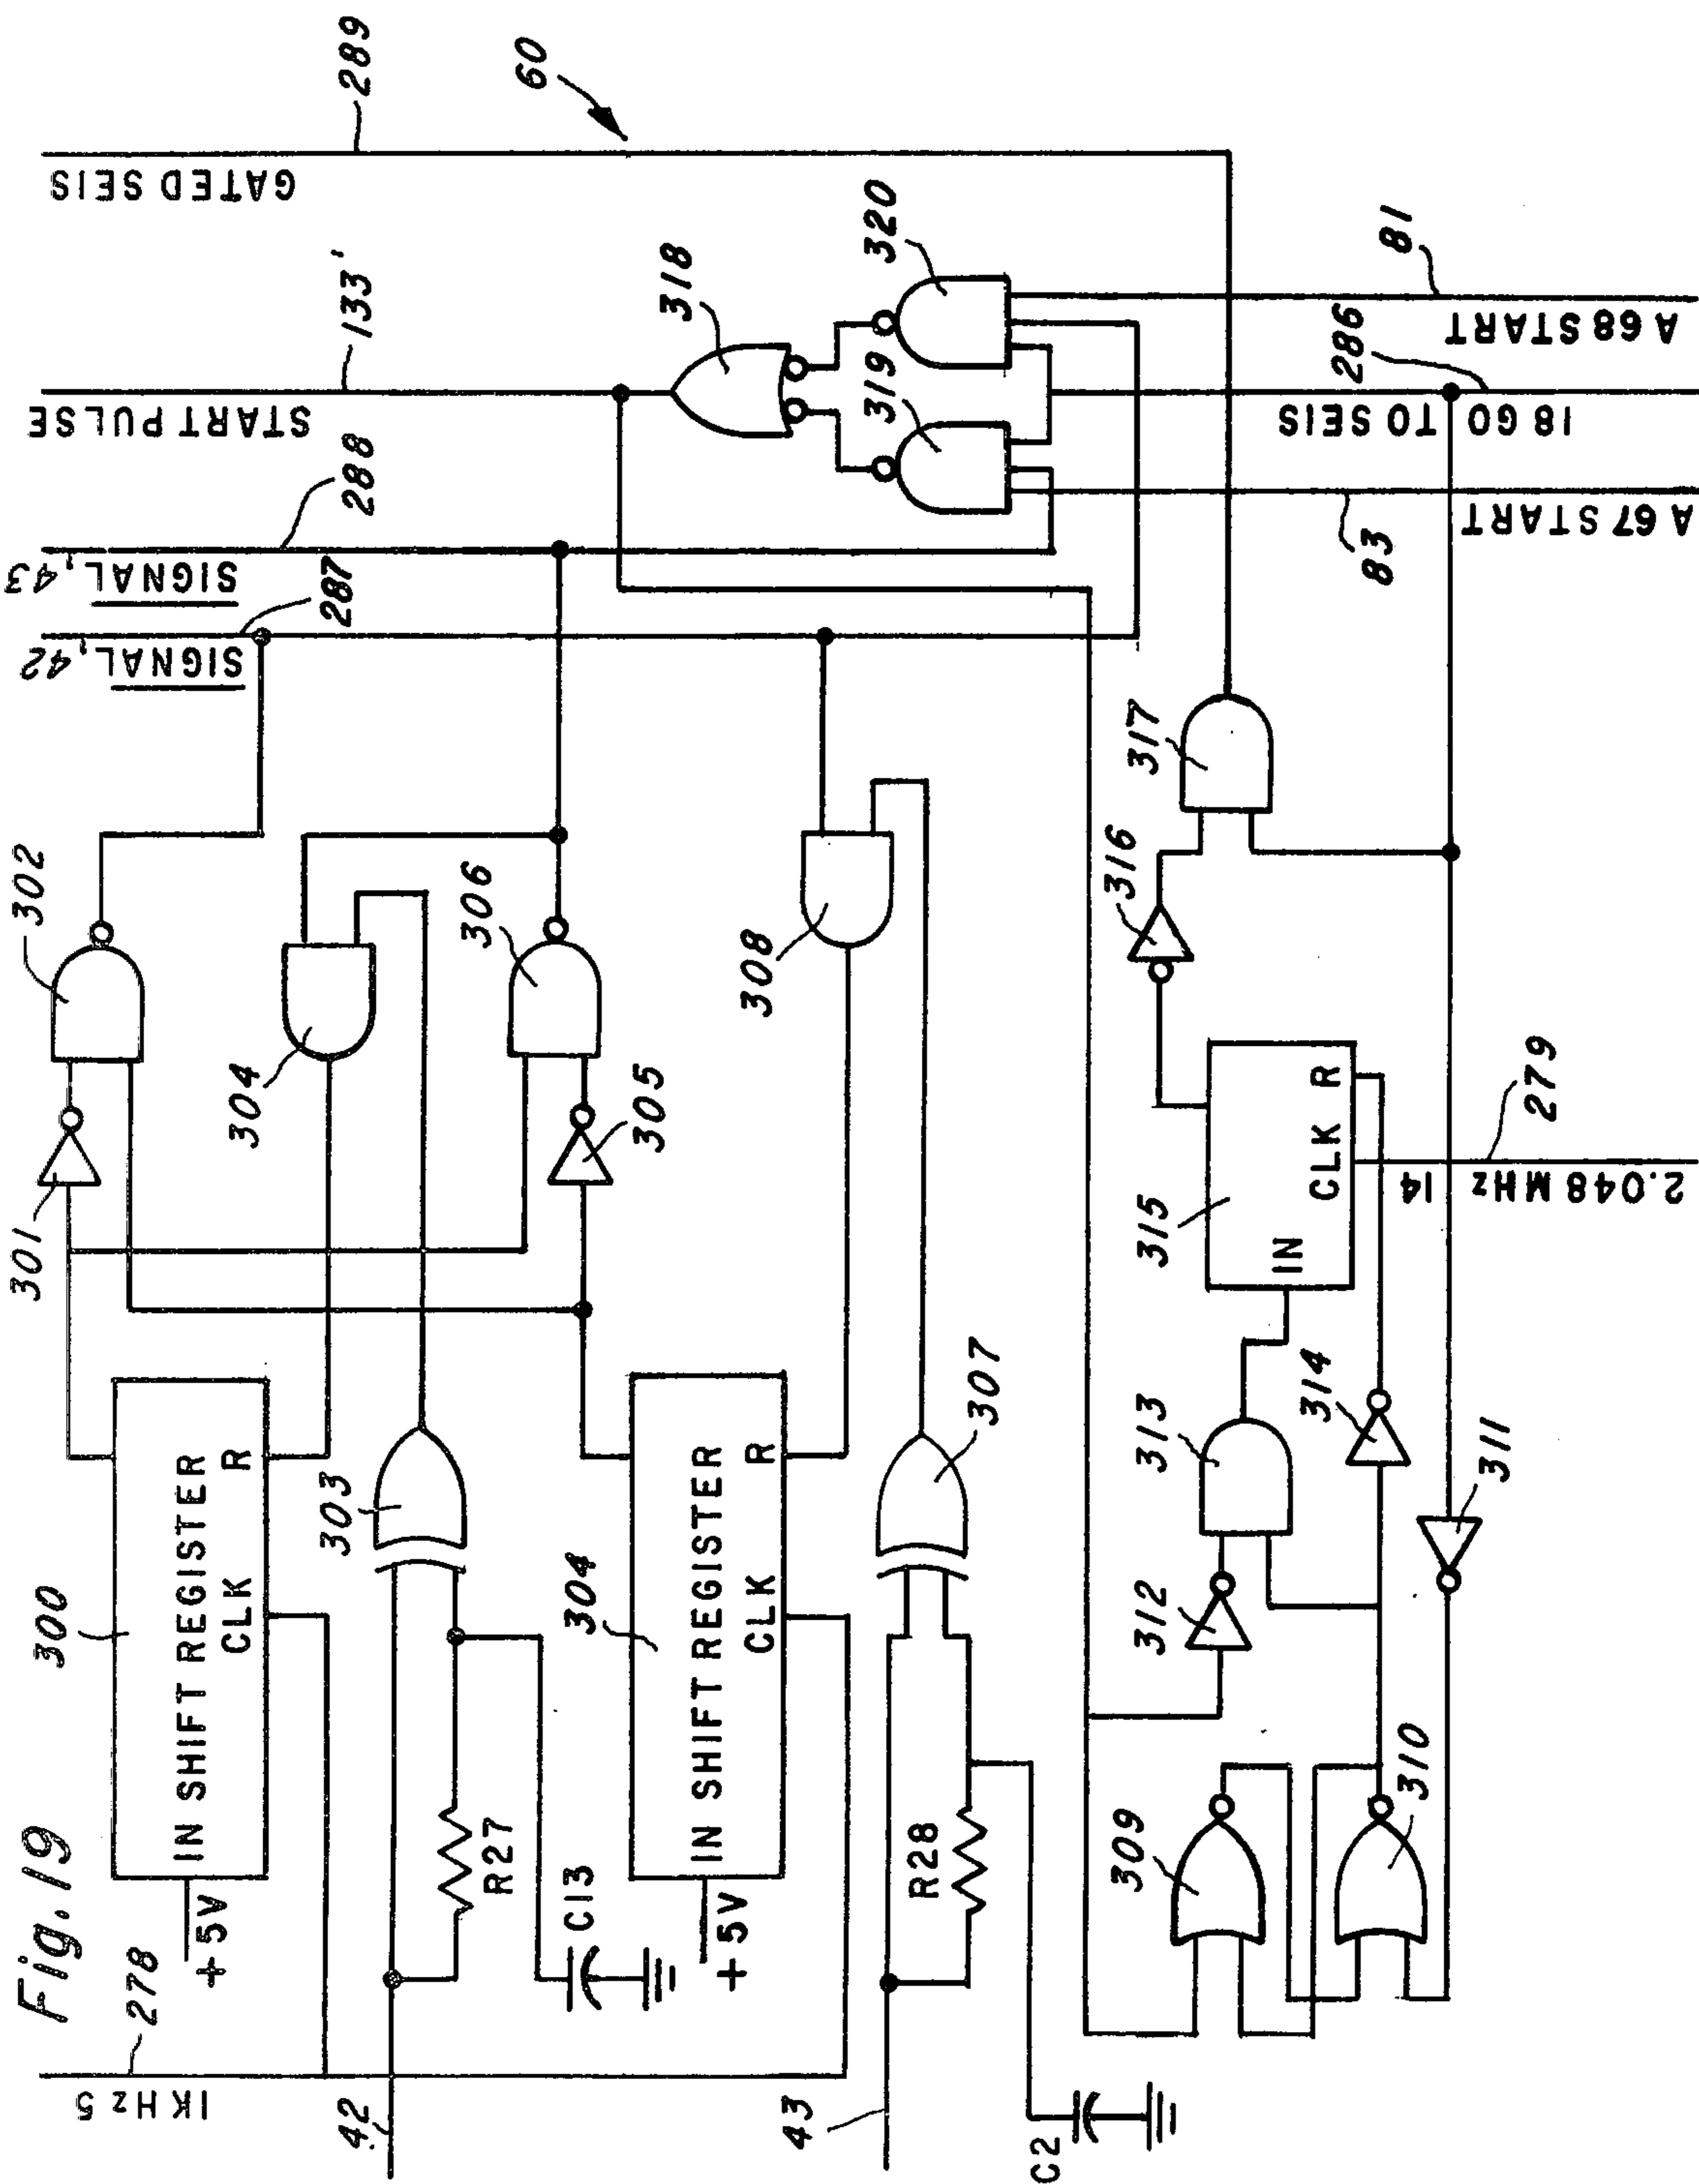 Fig. 19
278
1KHz 5
300
IN SHIFT REGISTER
CLK R
+5V
301
302
304
303
42
R27
C13
304
IN SHIFT REGISTER
CLK R
+5V
305
306
308
307
43
R28
C2
SIGNAL, 42
287
SIGNAL, 43
288
START PULSE
133'
GATED SEIS
289
60
318
319
320
A 67 START
83
18 GO TO SEIS
286
A 68 START
81
309
310
311
312
313
314
315
IN
CLK R
316
317
2.048 MHz 14
279